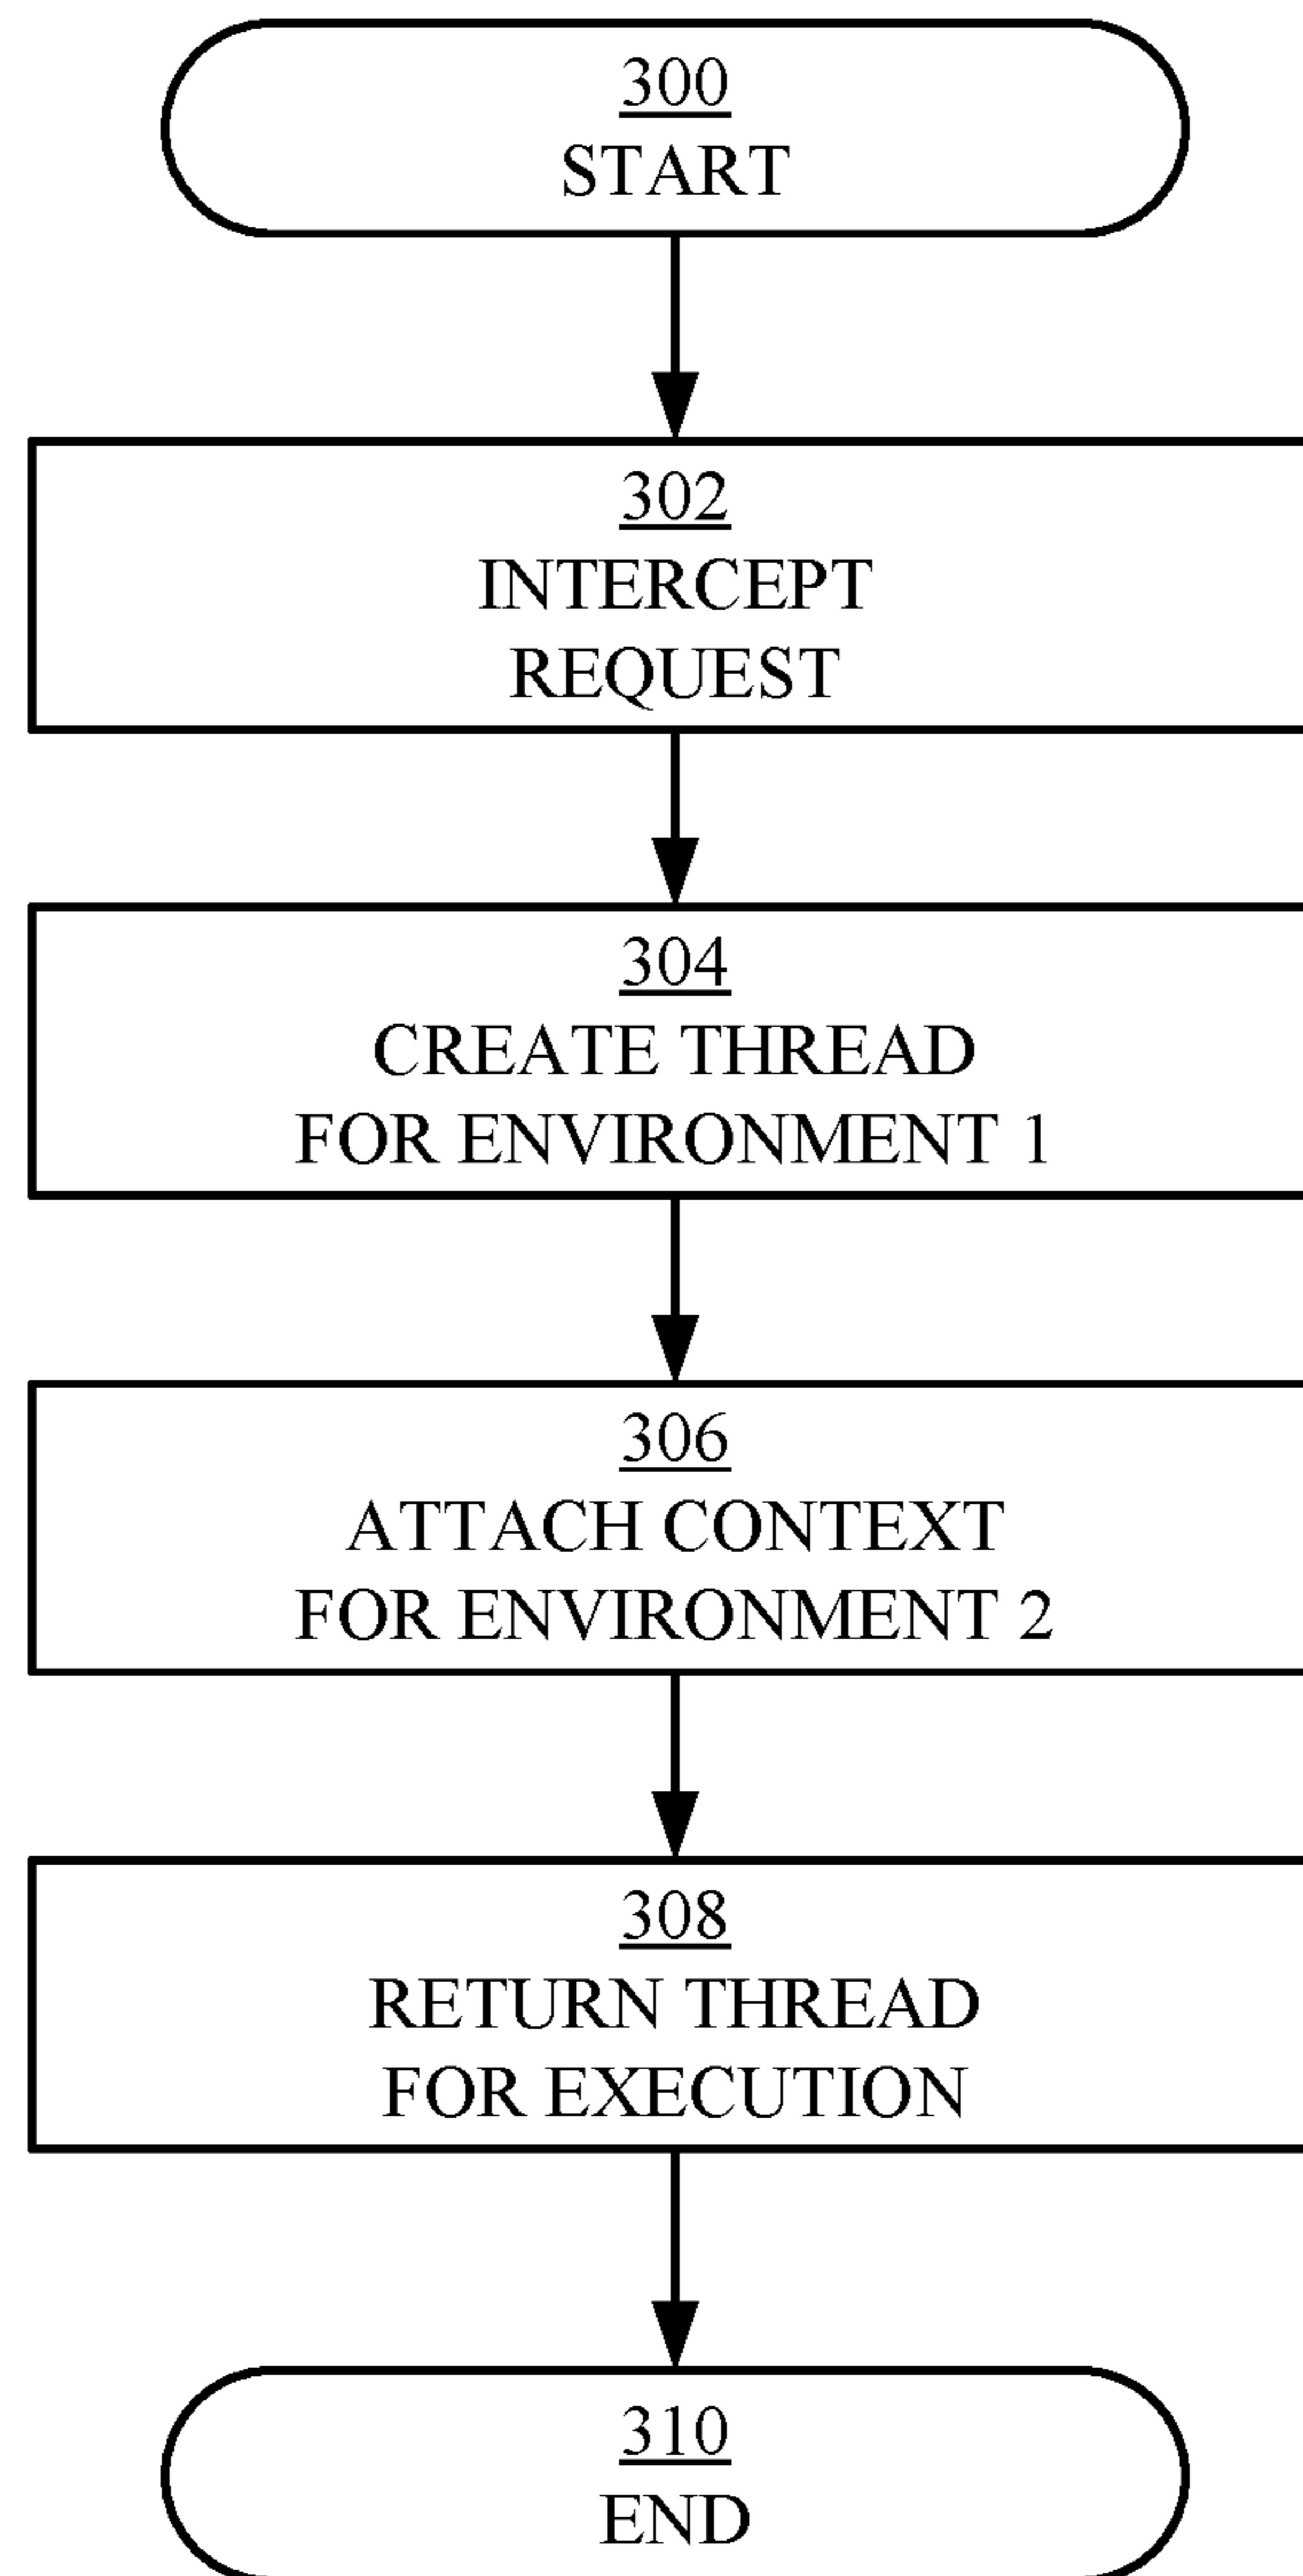 300
START
302
INTERCEPT
REQUEST
304
CREATE THREAD
FOR ENVIRONMENT 1
306
ATTACH CONTEXT
FOR ENVIRONMENT 2
308
RETURN THREAD
FOR EXECUTION
310
END